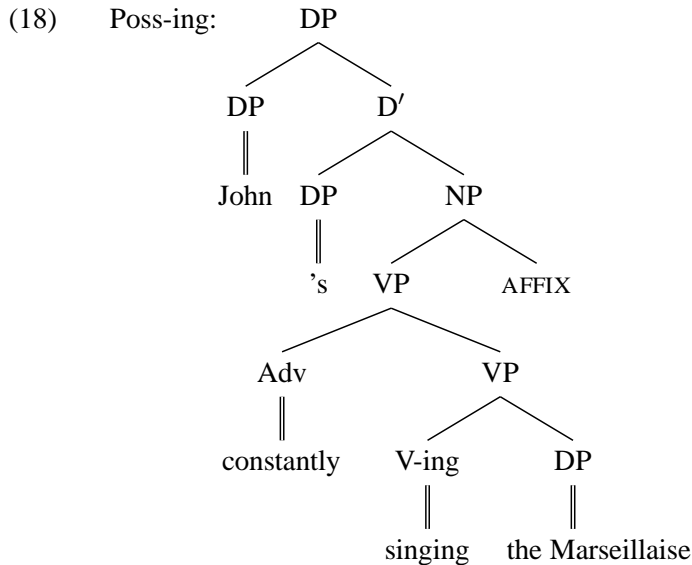 (18) Poss-ing: DP
DP D′
John DP NP
's VP AFFIX
Adv VP
constantly V-ing DP
singing the Marseillaise